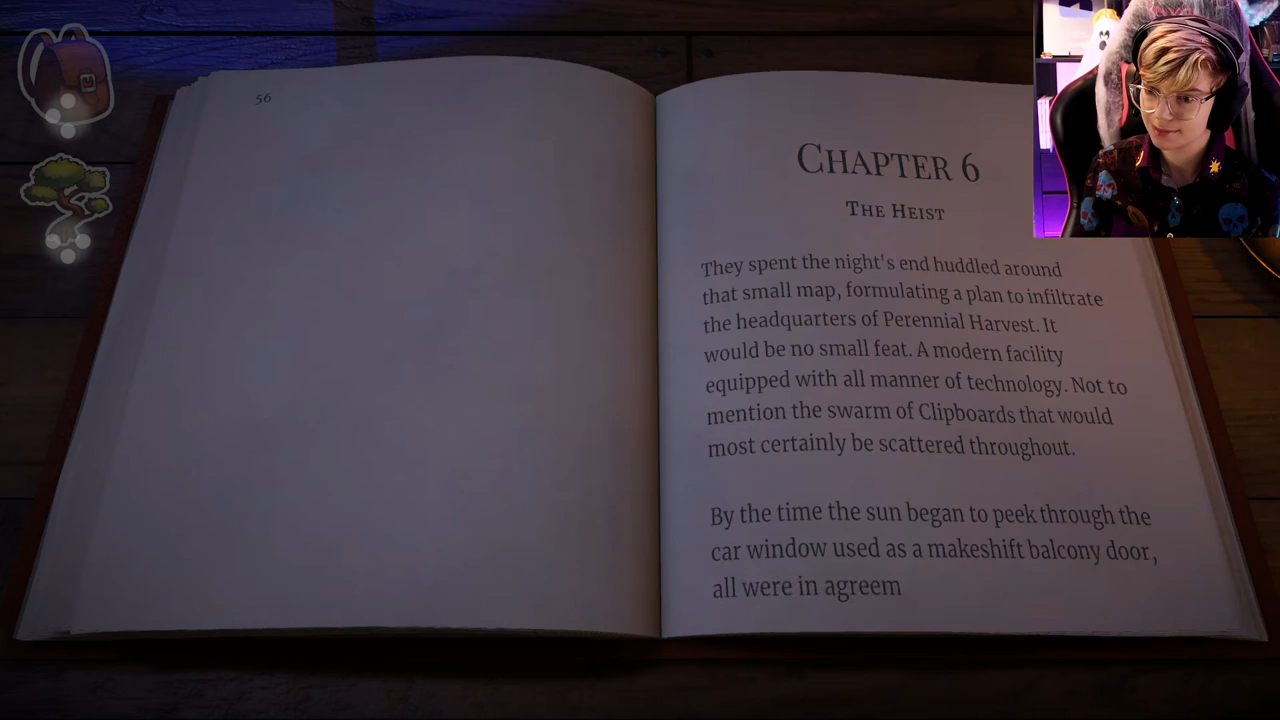 56
CHAPTER 6
THE HEIST
They spent the night's end huddled around
that small map, formulating a plan to infiltrate
the headquarters of Perennial Harvest. It
would be no small feat. A modern facility
equipped with all manner of technology. Not to
mention the swarm of Clipboards that would
most certainly be scattered throughout.
By the time the sun began to peek through the
car window used as a makeshift balcony door,
all were in agreem